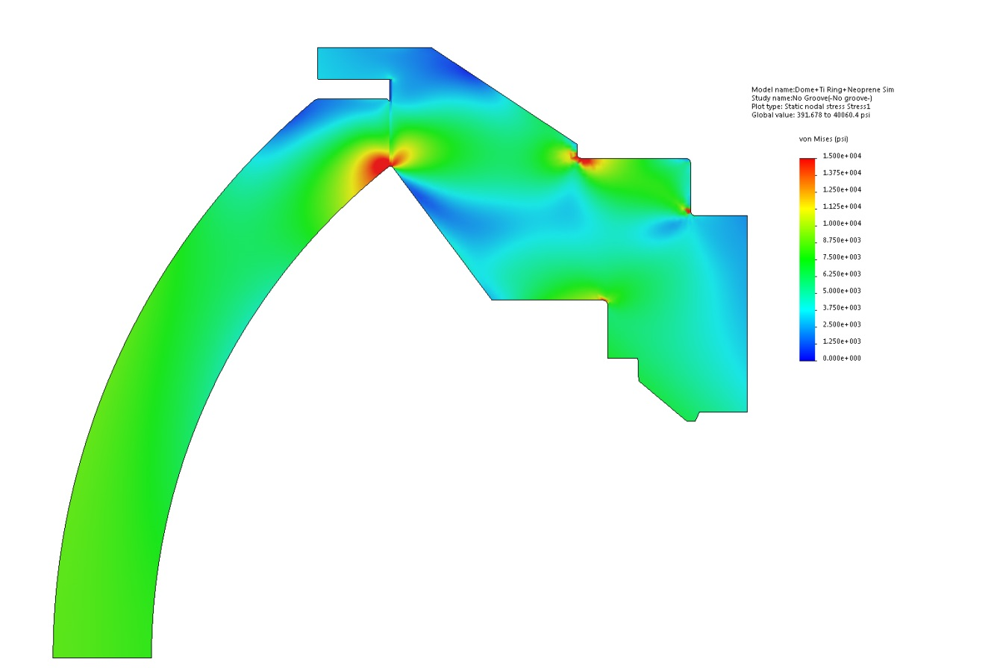 Model name:Dome+Ti Ring+Neoprene Sim
Study name:No Groove(-No groove-)
Plot type: Static nodal stress Stress1
Global value: 391.678 to 40060.4 psi
von Mises (psi)
1.500e+004
1.375e+004
1.250e+004
1.125e+004
1.000e+004
8.750e+003
7.500e+003
6.250e+003
5.000e+003
3.750e+003
2.500e+003
1.250e+003
0.000e+000